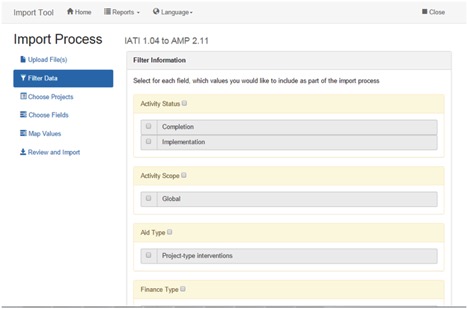 Import Tool Home Reports Language Close
Import Process
IATI 1.04 to AMP 2.11
Upload File(s)
Filter Data
Choose Projects
Choose Fields
Map Values
Review and Import
Filter Information
Select for each field, which values you would like to include as part of the import process
Activity Status
Completion
Implementation
Activity Scope
Global
Aid Type
Project-type interventions
Finance Type